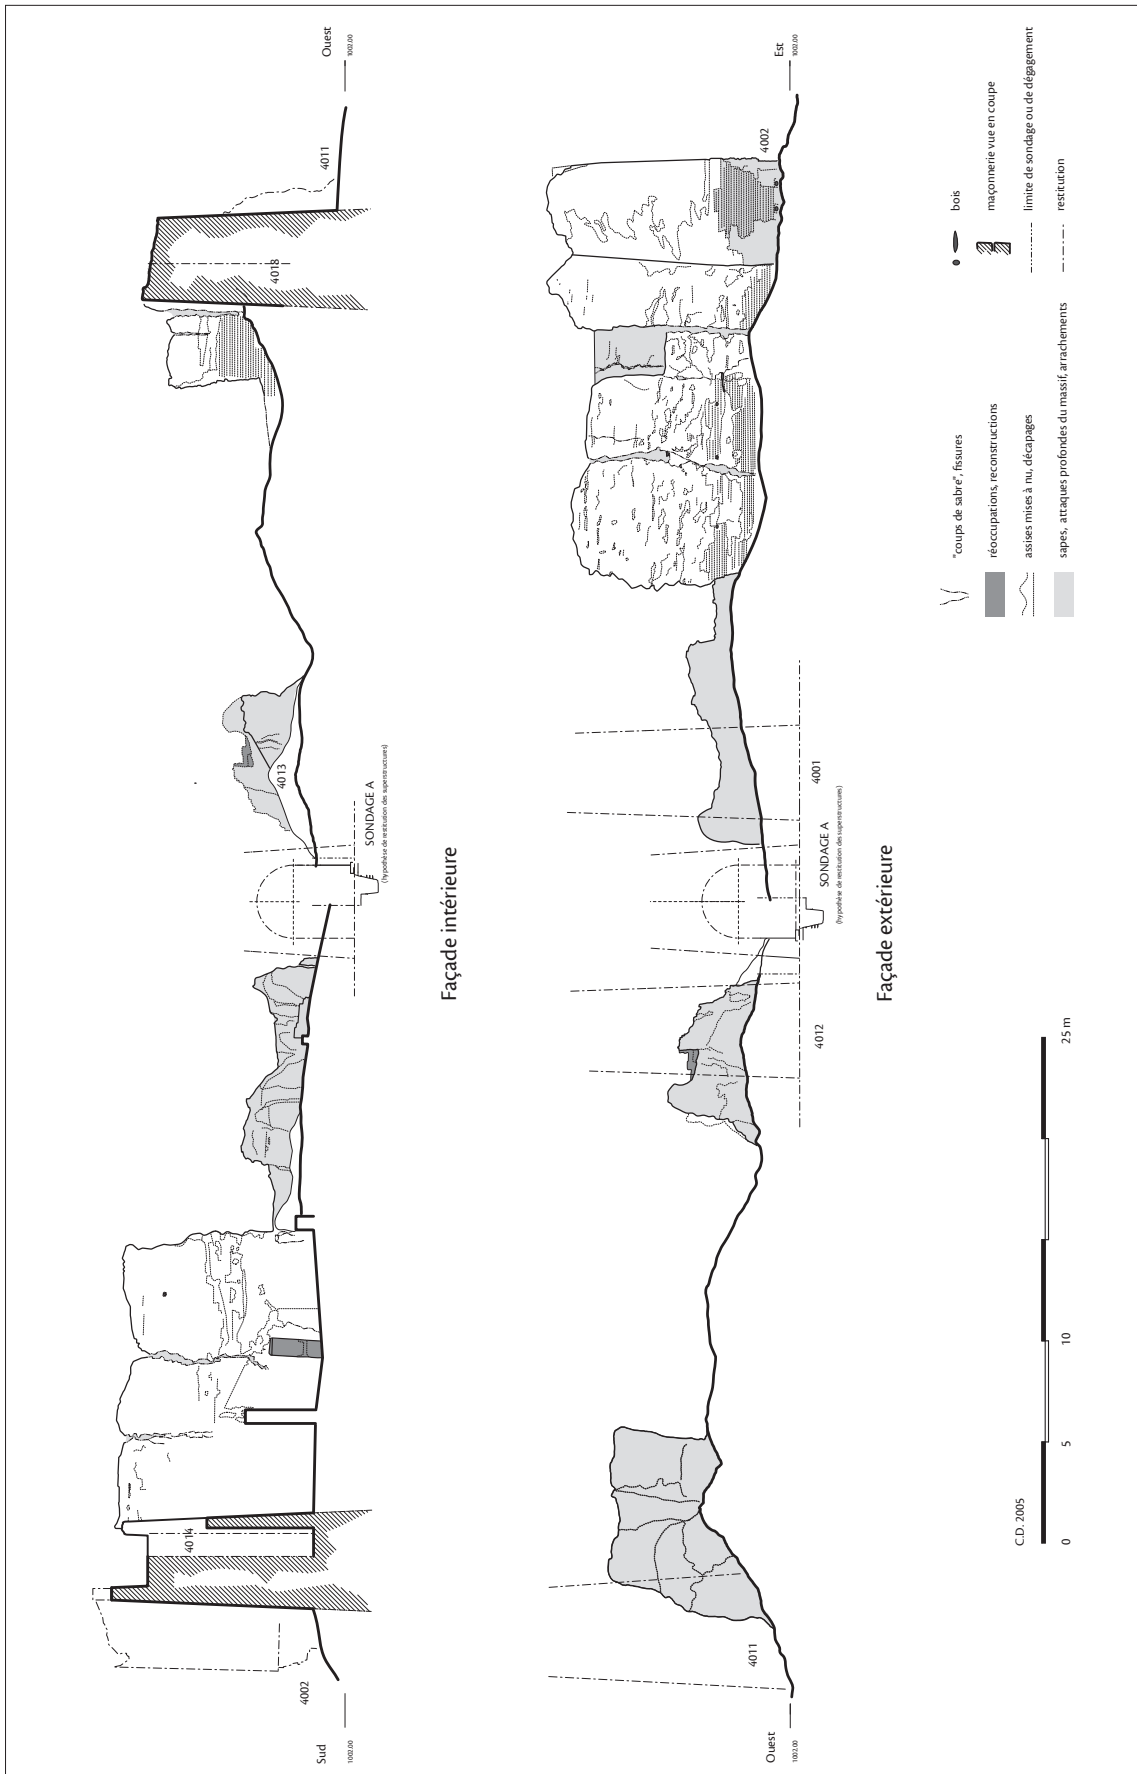 Sud
1002.00
4002
4014
4013
SONDAGE A
(hypothèse de restitution des superstructures)
4018
4011
Ouest
1002.00
Façade intérieure
Ouest
1002.00
4011
4012
SONDAGE A
(hypothèse de restitution des superstructures)
4001
4002
Est
1002.00
Façade extérieure
C.D. 2005
0
5
10
25 m
"coups de sabre", fissures
réoccupations, reconstructions
assises mises à nu, décapages
sapes, attaques profondes du massif, arrachements
bois
maçonnerie vue en coupe
limite de sondage ou de dégagement
restitution